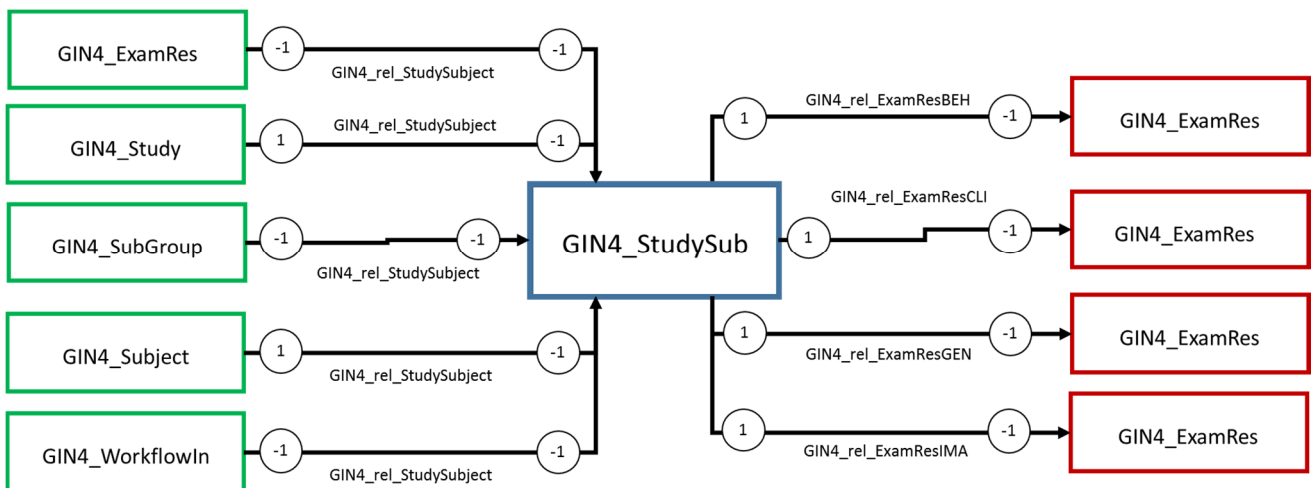 GIN4_ExamRes
-1
-1
GIN4_rel_StudySubject
GIN4_Study
1
-1
GIN4_rel_StudySubject
GIN4_SubGroup
-1
-1
GIN4_rel_StudySubject
GIN4_Subject
1
-1
GIN4_rel_StudySubject
GIN4_WorkflowIn
-1
-1
GIN4_rel_StudySubject
GIN4_StudySub
1
GIN4_rel_ExamResBEH
-1
GIN4_ExamRes
1
GIN4_rel_ExamResCLI
-1
GIN4_ExamRes
1
GIN4_rel_ExamResGEN
-1
GIN4_ExamRes
1
GIN4_rel_ExamResIMA
-1
GIN4_ExamRes